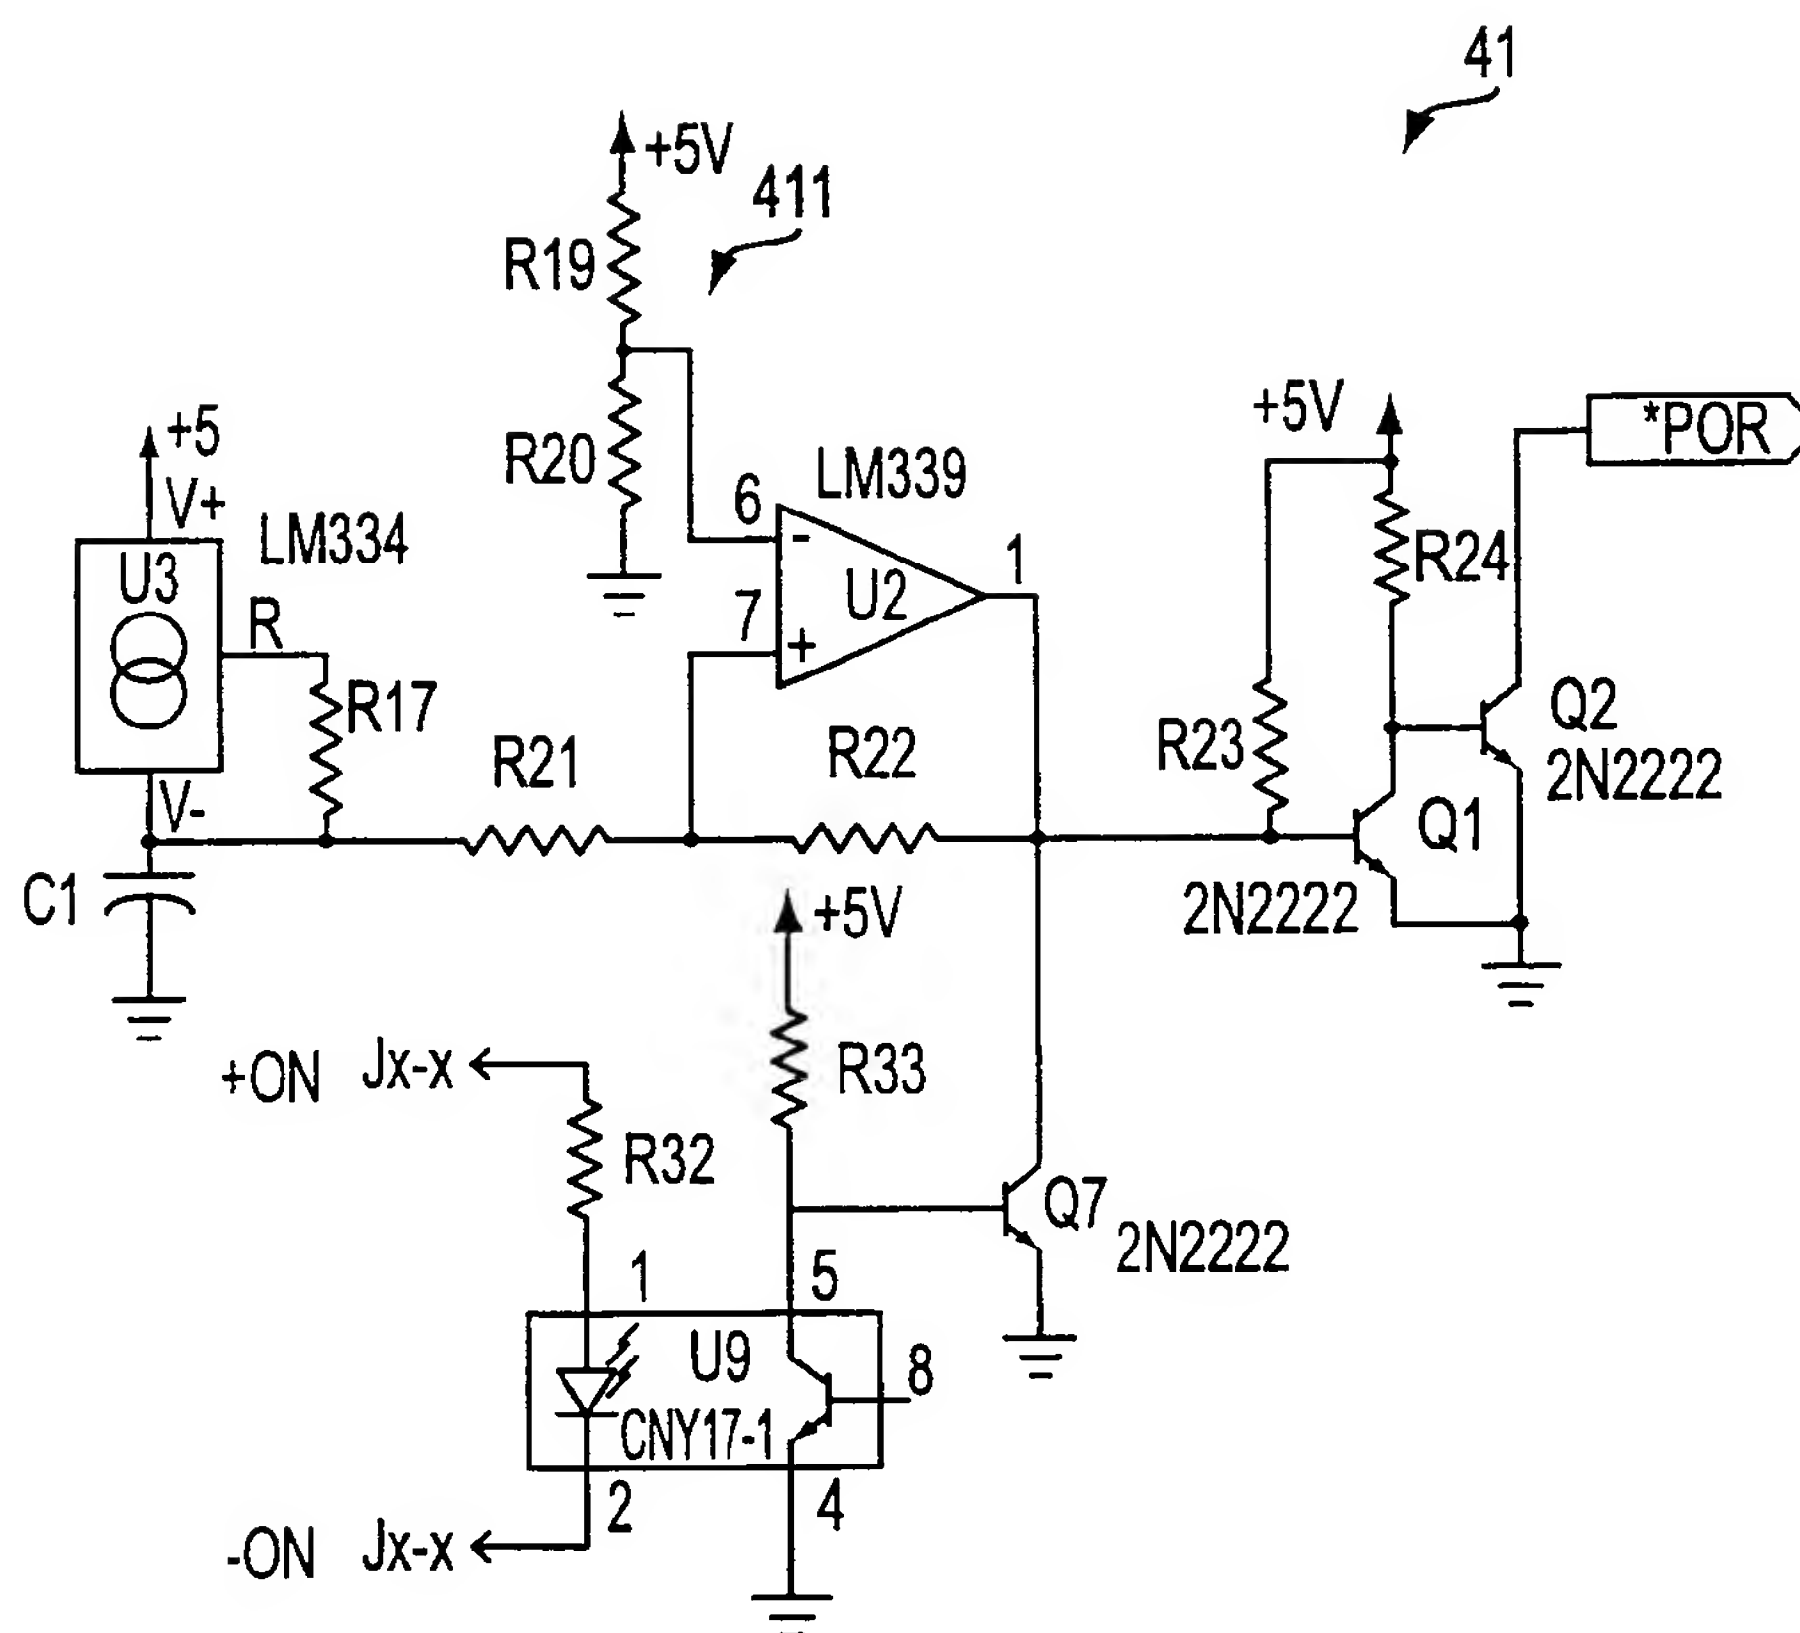 41
+5V
411
R19
+5
+5V
*POR
R20
LM339
6
V+
LM334
U3
R
7
-
1
U2
+
R24
R17
Q2
R21
R22
R23
2N2222
V-
Q1
C1
+5V
2N2222
+ON Jx-x
R33
R32
Q7
2N2222
1
5
U9
8
CNY17-1
2
4
-ON Jx-x